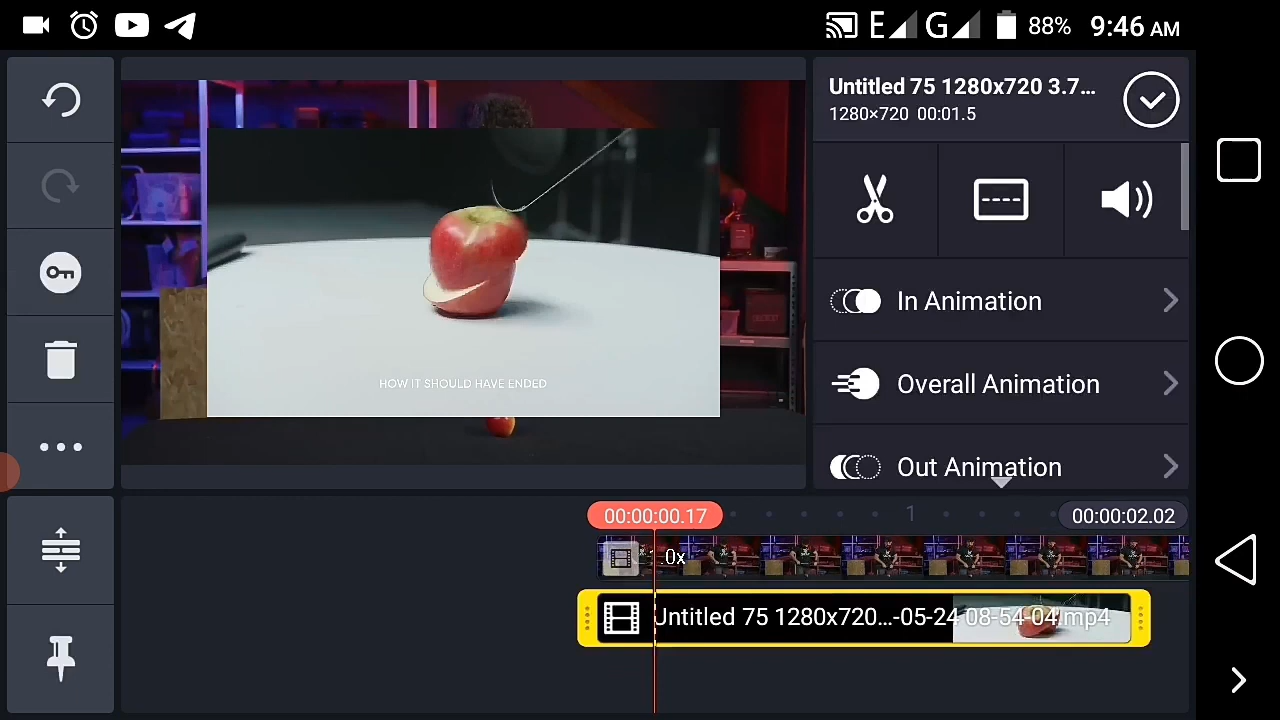 E G 88% 9:46 AM
Untitled 75 1280x720 3.7...
1280×720 00:01.5
HOW IT SHOULD HAVE ENDED
In Animation
Overall Animation
Out Animation
00:00:00.17 1 00:00:02.02
.0x
Untitled 75 1280x720...-05-24 08-54-04.mp4